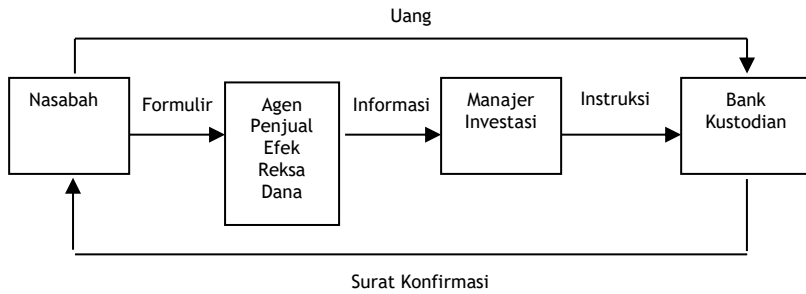 Uang
Nasabah
Formulir
Agen
Penjual
Efek
Reksa
Dana
Informasi
Manajer
Investasi
Instruksi
Bank
Kustodian
Surat Konfirmasi